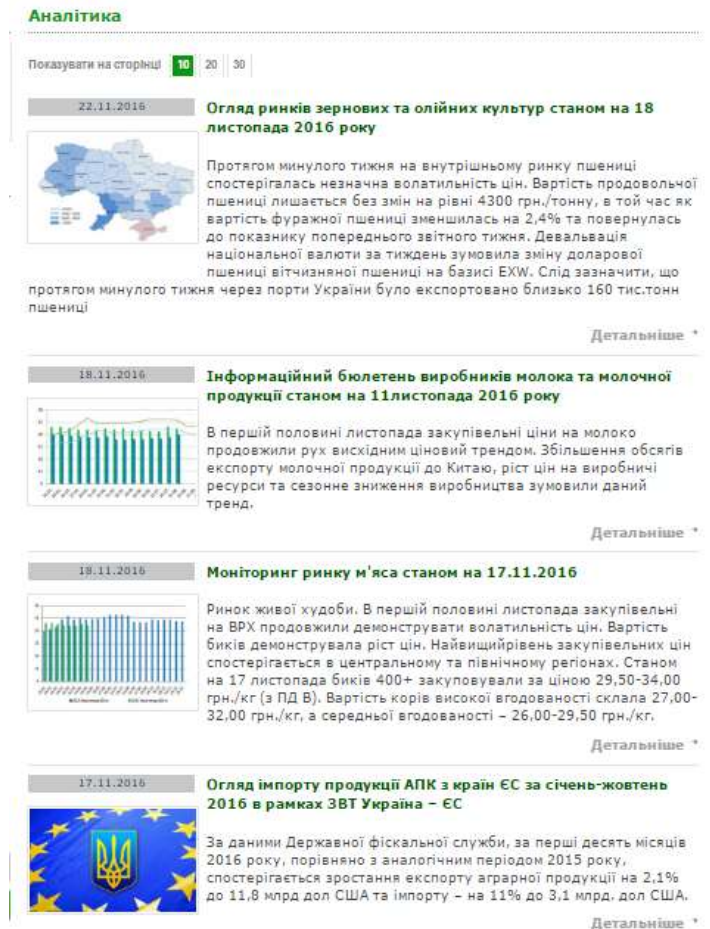 Аналітика
Показувати на сторінці 10 20 30
22.11.2016
Огляд ринків зернових та олійних культур станом на 18
листопада 2016 року
Протягом минулого тижня на внутрішньому ринку пшениці
спостерігалась незначна волатильність цін. Вартість продовольчої
пшениці лишається без змін на рівні 4300 грн./тонну, в той час як
вартість фуражної пшениці зменшилась на 2,4% та повернулась
до показнику попереднього звітного тижня. Девальвація
національної валюти за тиждень зумовила зміну доларової
пшениці вітчизняної пшениці на базисі EXW. Слід зазначити, що
протягом минулого тижня через порти України було експортовано близько 160 тис.тонн
пшениці
Детальніше
18.11.2016
Інформаційний бюлетень виробників молока та молочної
продукції станом на 11листопада 2016 року
В першій половині листопада закупівельні ціни на молоко
продовжили рух висхідним ціновий трендом. Збільшення обсягів
експорту молочної продукції до Китаю, ріст цін на виробничі
ресурси та сезонне зниження виробництва зумовили даний
тренд.
Детальніше
18.11.2016
Моніторинг ринку м'яса станом на 17.11.2016
Ринок живої худоби. В першій половині листопада закупівельні
на ВРХ продовжили демонструвати волатильність цін. Вартість
биків демонструвала ріст цін. Найвищийрівень закупівельних цін
спостерігається в центральному та північному регіонах. Станом
на 17 листопада биків 400+ закуповували за ціною 29,50-34,00
грн./кг (з ПД В). Вартість корів високої вгодованості склала 27,00-
32,00 грн./кг, а середньої вгодованості – 26,00-29,50 грн./кг.
Детальніше
17.11.2016
Огляд імпорту продукції АПК з країн ЄС за січень-жовтень
2016 в рамках ЗВТ Україна – ЄС
За даними Державної фіскальної служби, за перші десять місяців
2016 року, порівняно з аналогічним періодом 2015 року,
спостерігається зростання експорту аграрної продукції на 2,1%
до 11,8 млрд дол США та імпорту – на 11% до 3,1 млрд. дол США.
Детальніше